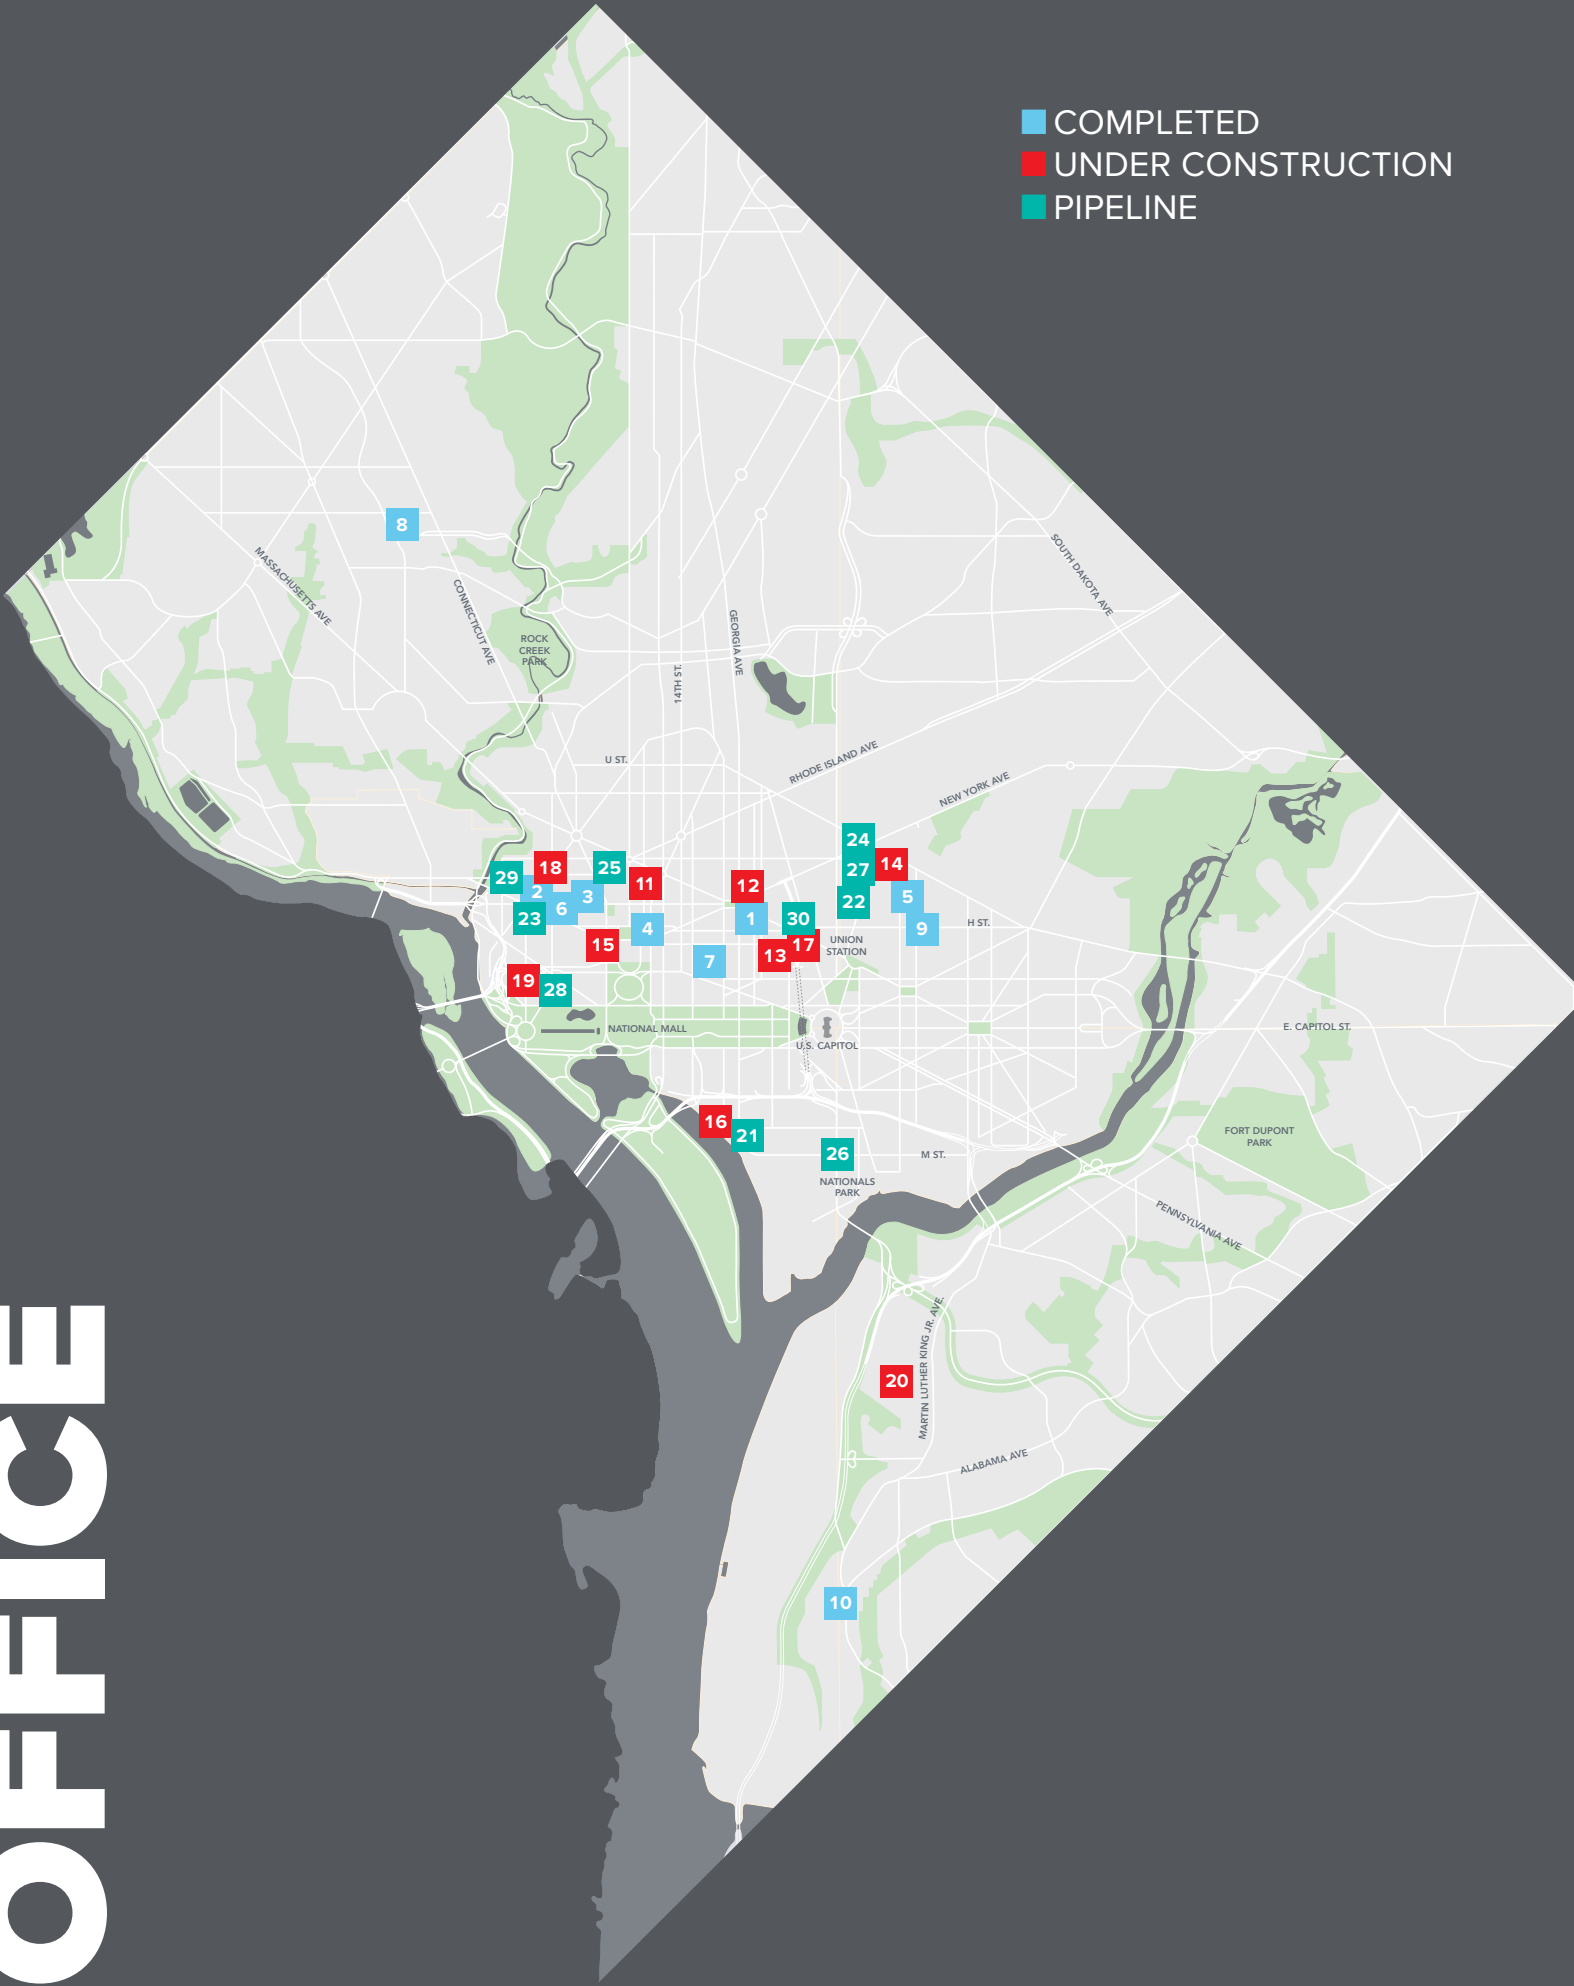 COMPLETED
UNDER CONSTRUCTION
PIPELINE
8
MASSACHUSETTS AVE
CONNECTICUT AVE
ROCK
CREEK
PARK
14TH ST.
GEORGIA AVE
SOUTH DAKOTA AVE
U ST.
RHODE ISLAND AVE
NEW YORK AVE
24
27
14
22
5
9
29
18
2
25
3
6
23
11
4
15
12
1
30
17
13
7
UNION
STATION
H ST.
19
28
NATIONAL MALL
U.S. CAPITOL
E. CAPITOL ST.
16
21
26
M ST.
NATIONALS
PARK
FORT DUPONT
PARK
PENNSYLVANIA AVE
MARTIN LUTHER KING JR. AVE.
20
ALABAMA AVE
10
OFFICE